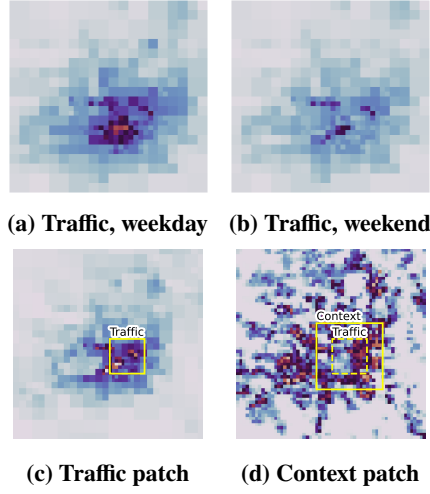 (a) Traffic, weekday (b) Traffic, weekend
Traffic
Context
Traffic
(c) Traffic patch (d) Context patch